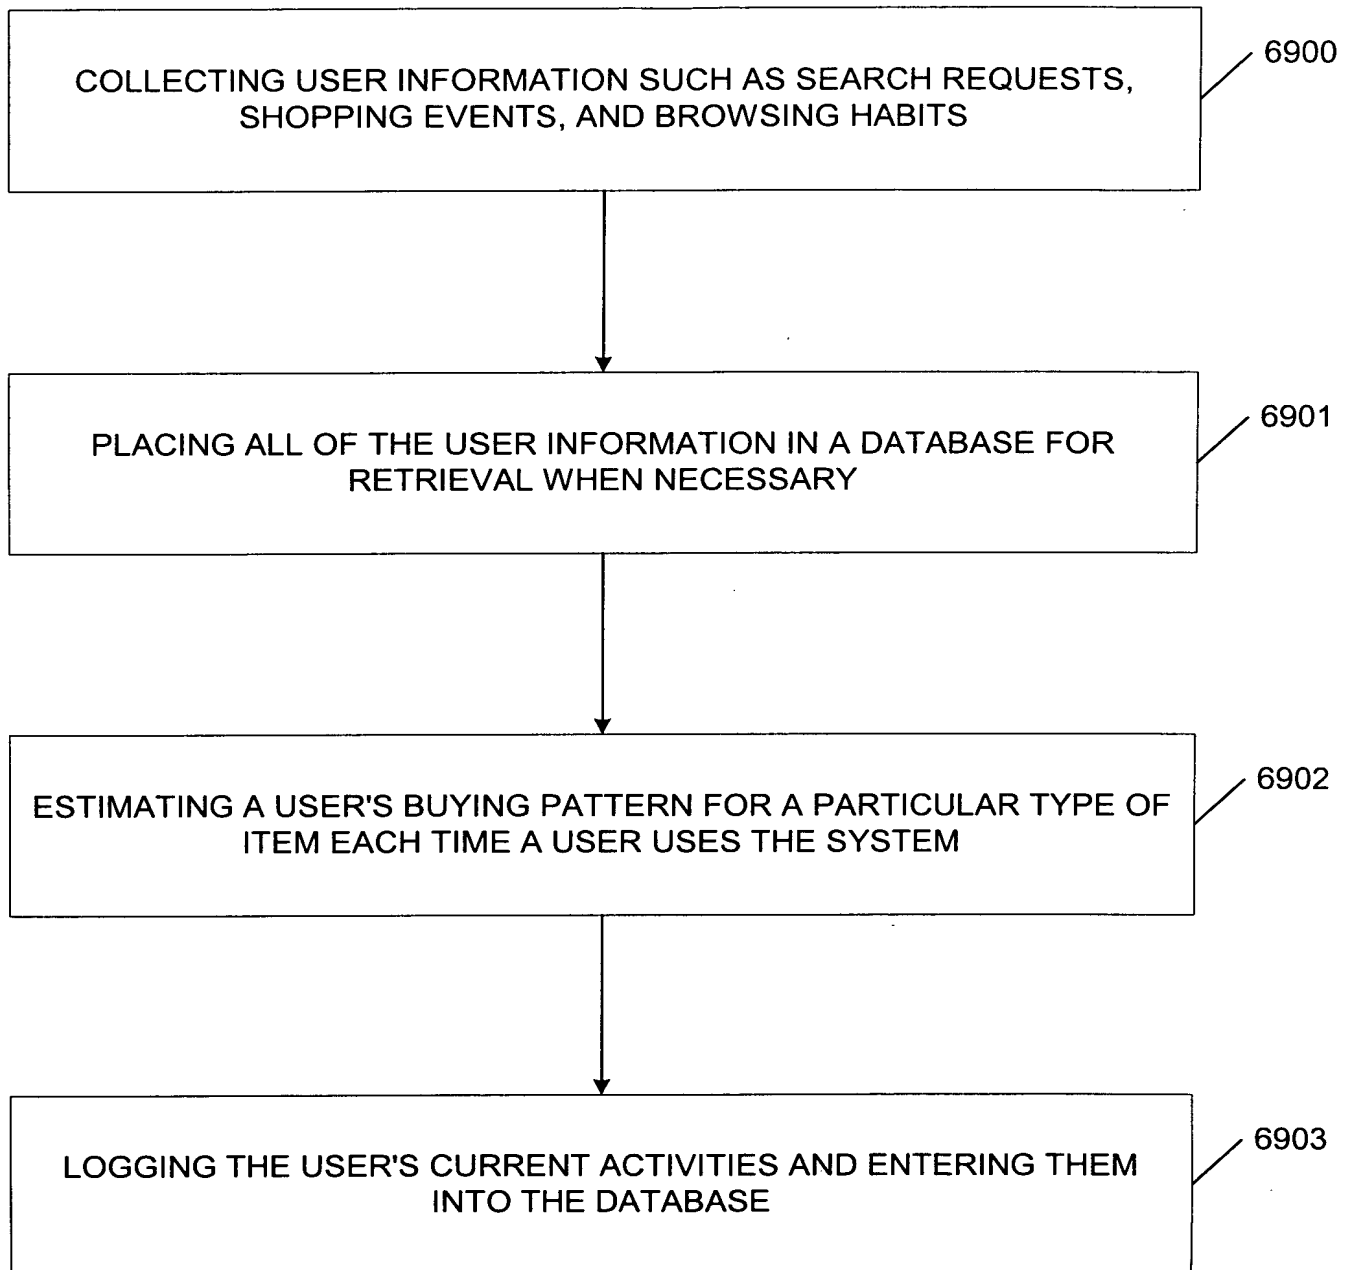 COLLECTING USER INFORMATION SUCH AS SEARCH REQUESTS,
SHOPPING EVENTS, AND BROWSING HABITS
6900
PLACING ALL OF THE USER INFORMATION IN A DATABASE FOR
RETRIEVAL WHEN NECESSARY
6901
ESTIMATING A USER'S BUYING PATTERN FOR A PARTICULAR TYPE OF
ITEM EACH TIME A USER USES THE SYSTEM
6902
LOGGING THE USER'S CURRENT ACTIVITIES AND ENTERING THEM
INTO THE DATABASE
6903